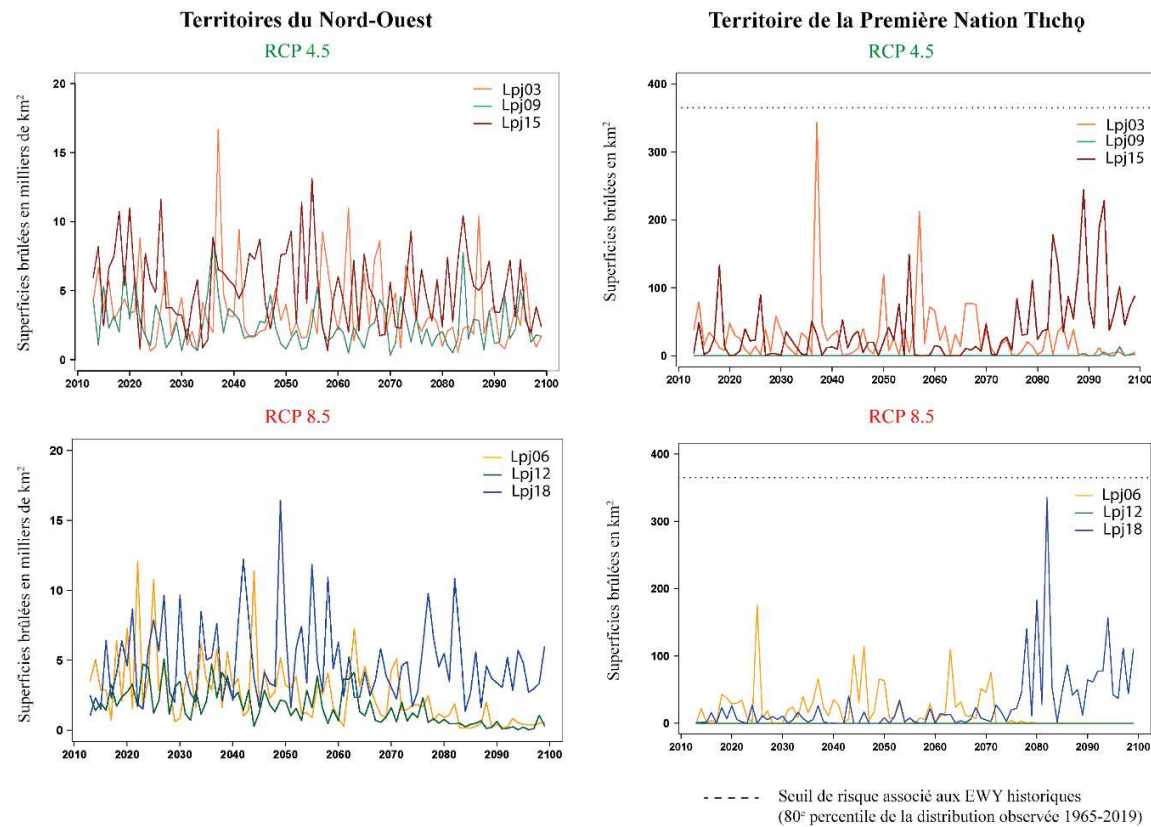 Territoires du Nord-Ouest
RCP 4.5
Superficies brûlées en milliers de km²
20
15
10
5
0
2010 2020 2030 2040 2050 2060 2070 2080 2090 2100
Lpj03
Lpj09
Lpj15
Territoire de la Première Nation Tłıchǫ
RCP 4.5
Superficies brûlées en km²
400
300
200
100
0
2010 2020 2030 2040 2050 2060 2070 2080 2090 2100
Lpj03
Lpj09
Lpj15
RCP 8.5
Superficies brûlées en milliers de km²
20
15
10
5
0
2010 2020 2030 2040 2050 2060 2070 2080 2090 2100
Lpj06
Lpj12
Lpj18
RCP 8.5
Superficies brûlées en km²
400
300
200
100
0
2010 2020 2030 2040 2050 2060 2070 2080 2090 2100
Lpj06
Lpj12
Lpj18
Seuil de risque associé aux EWY historiques
(80e percentile de la distribution observée 1965-2019)